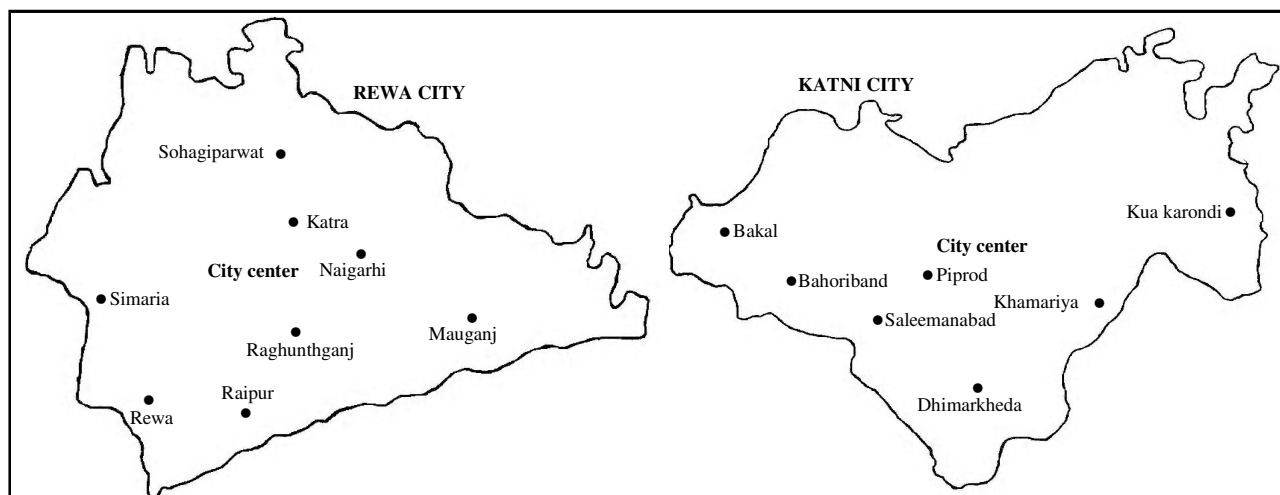 REWA CITY
Sohagiparwat
Katra
City center
Naigarhi
Simaria
Mauganj
Raghunthganj
Raipur
Rewa
KATNI CITY
Kua karondi
Bakal
City center
Piprod
Bahoriband
Khamariya
Saleemanabad
Dhimarkheda